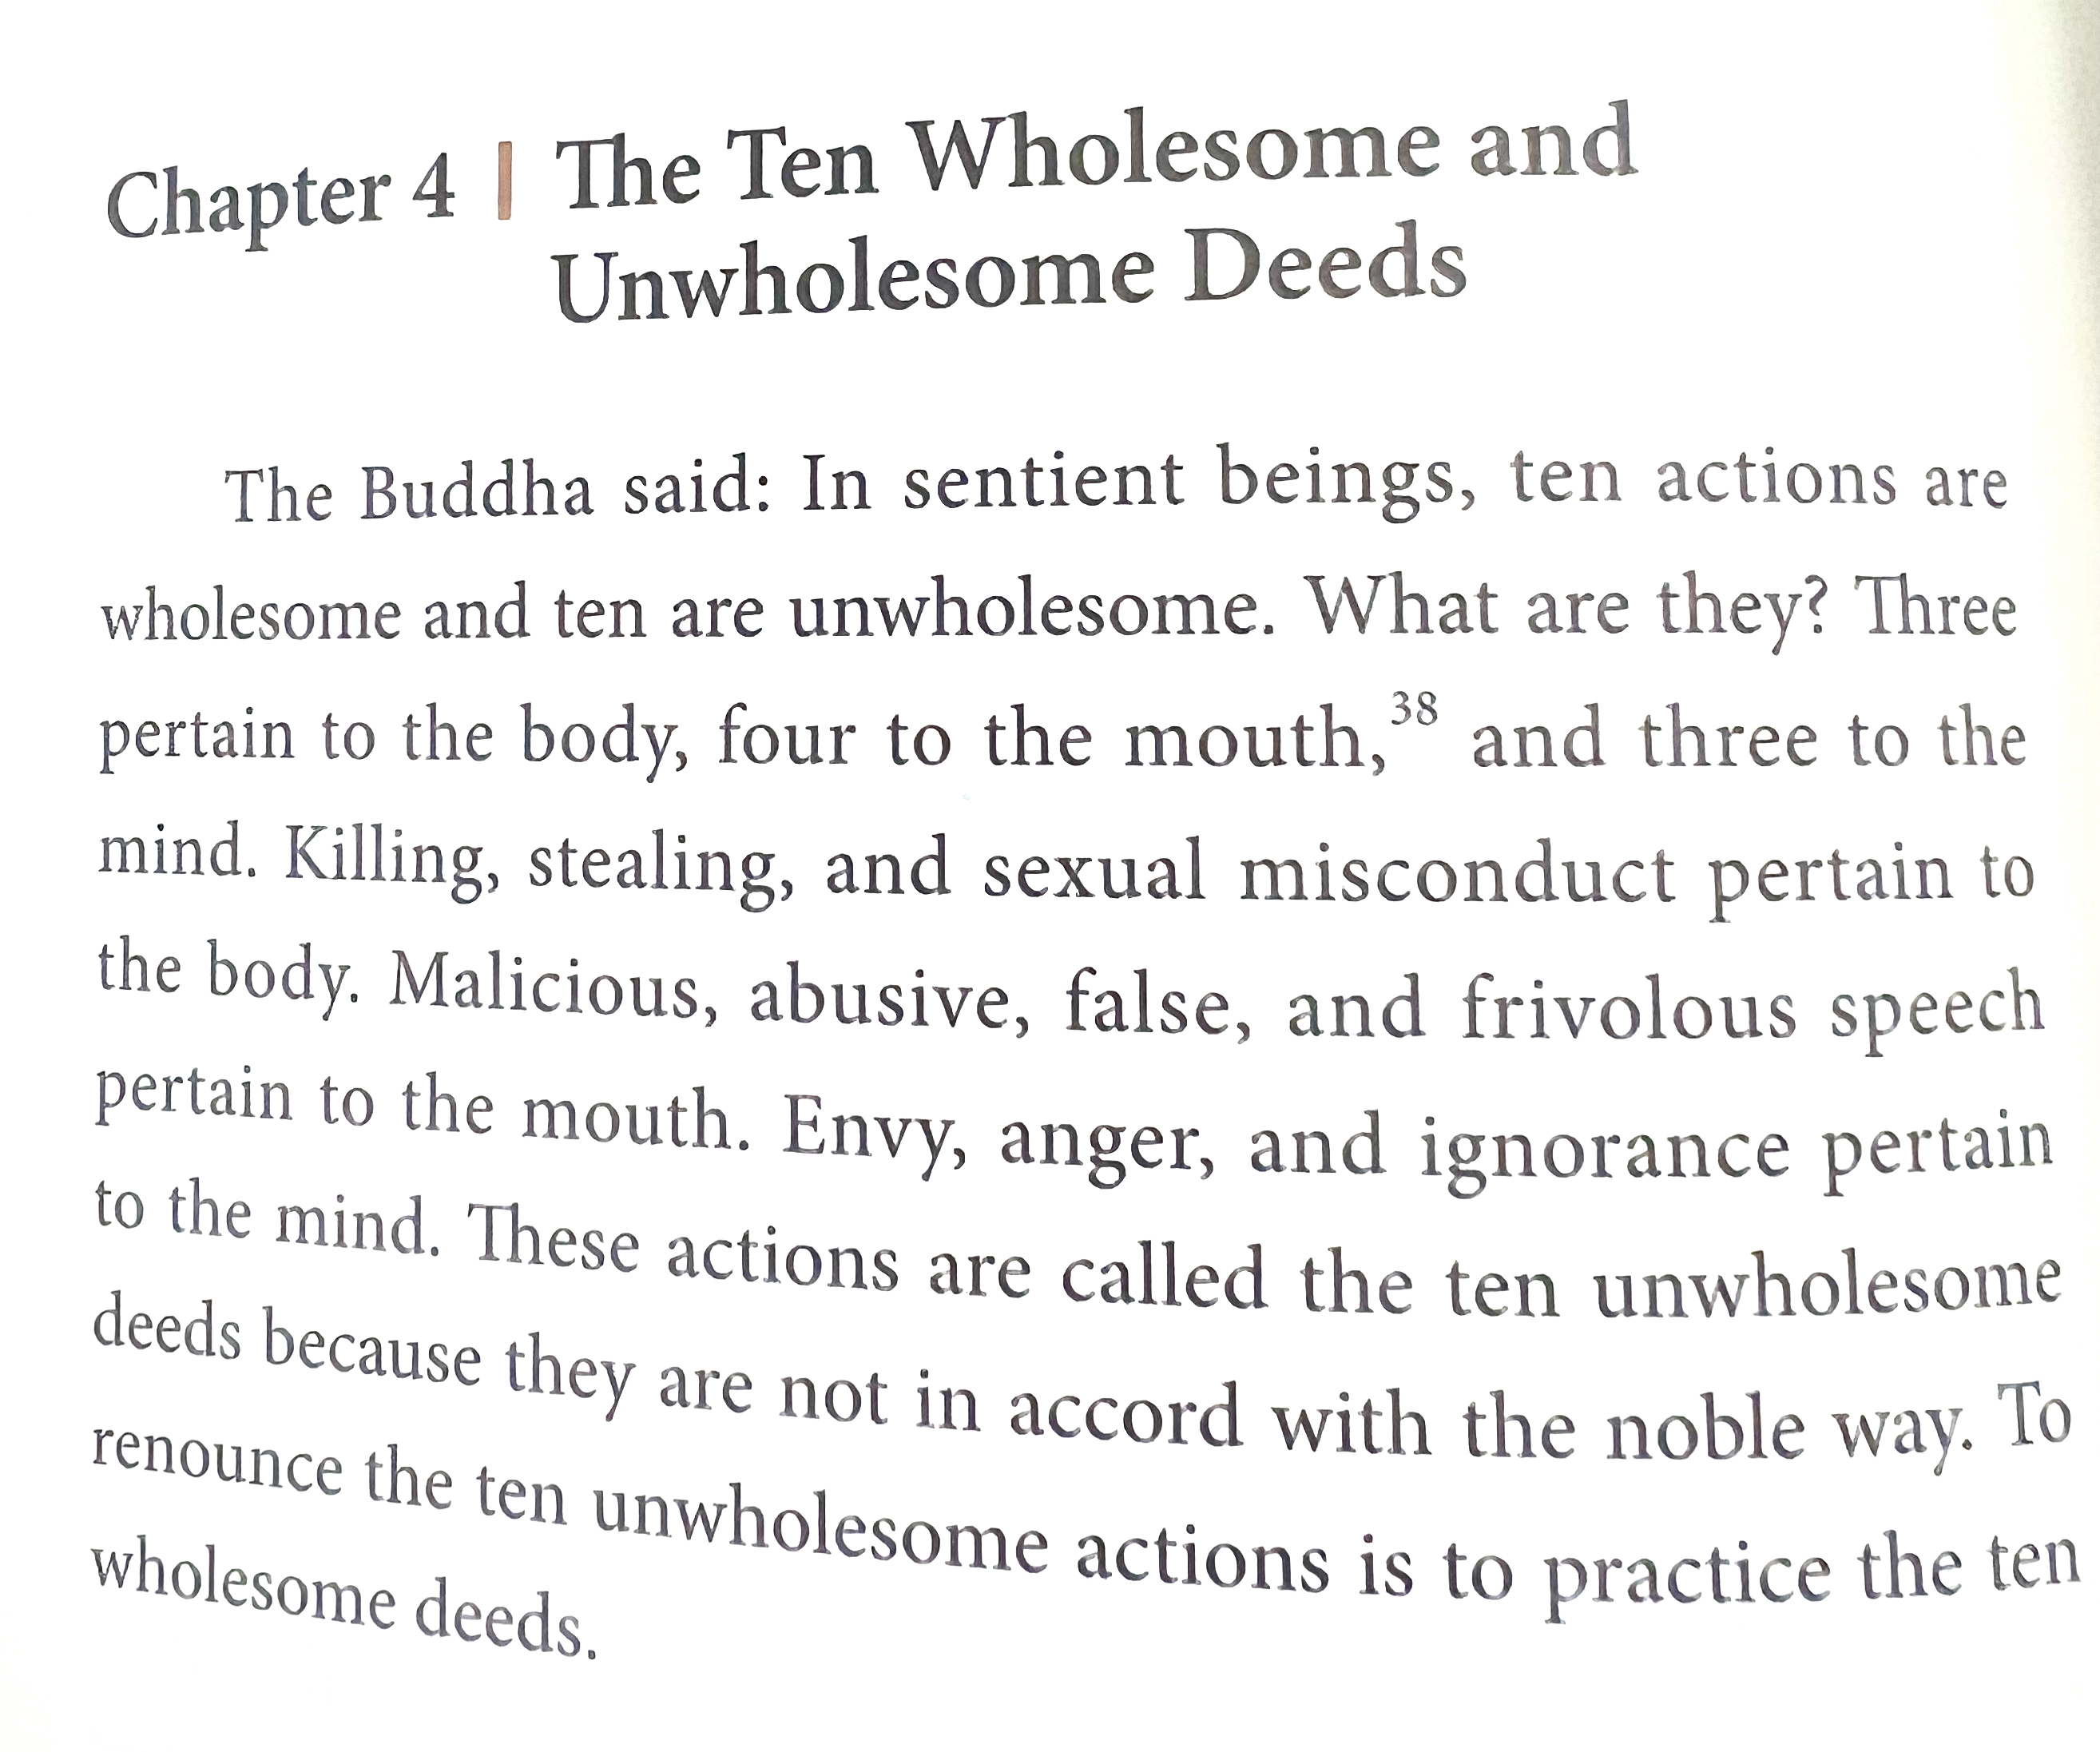 Chapter 4 | The Ten Wholesome and
Unwholesome Deeds
The Buddha said: In sentient beings, ten actions are
wholesome and ten are unwholesome. What are they? Three
pertain to the body, four to the mouth,³⁸ and three to the
mind. Killing, stealing, and sexual misconduct pertain to
the body. Malicious, abusive, false, and frivolous speech
pertain to the mouth. Envy, anger, and ignorance pertain
to the mind. These actions are called the ten unwholesome
deeds because they are not in accord with the noble way. To
renounce the ten unwholesome actions is to practice the ten
wholesome deeds.